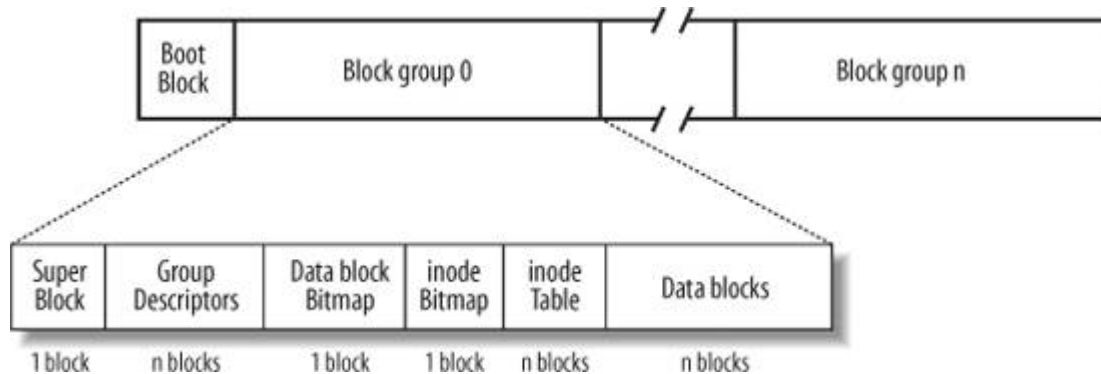 Boot
Block
Block group 0
Block group n
Super
Block
Group
Descriptors
Data block
Bitmap
inode
Bitmap
inode
Table
Data blocks
1 block
n blocks
1 block
1 block
n blocks
n blocks